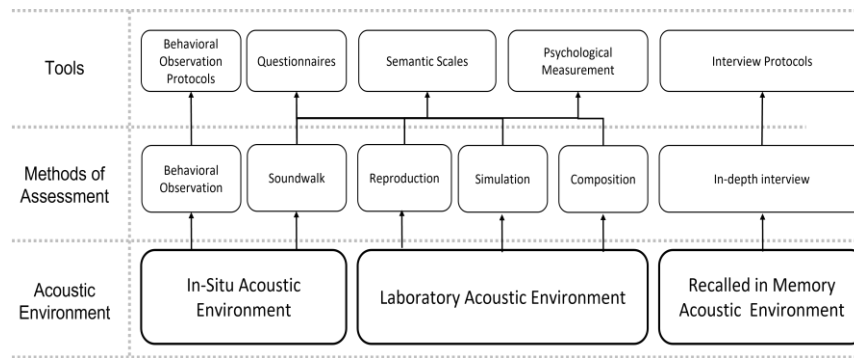 Tools
Behavioral
Observation
Protocols
Questionnaires
Semantic Scales
Psychological
Measurement
Interview Protocols
Methods of
Assessment
Behavioral
Observation
Soundwalk
Reproduction
Simulation
Composition
In-depth interview
Acoustic
Environment
In-Situ Acoustic
Environment
Laboratory Acoustic Environment
Recalled in Memory
Acoustic Environment